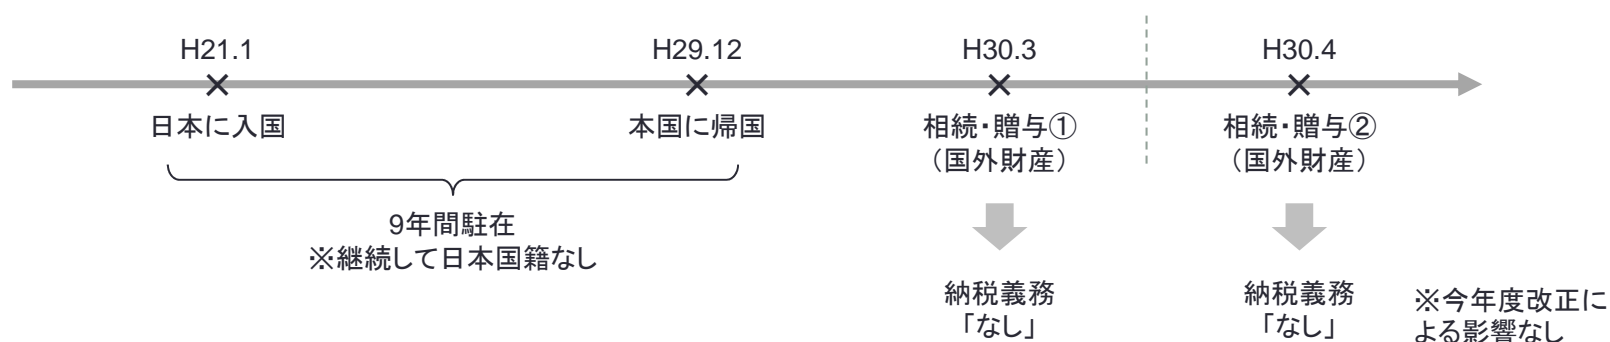 H21.1
H29.12
H30.3
H30.4
日本に入国
本国に帰国
相続・贈与①
(国外財産)
相続・贈与②
(国外財産)
9年間駐在
※継続して日本国籍なし
納税義務
「なし」
納税義務
「なし」
※今年度改正に
よる影響なし